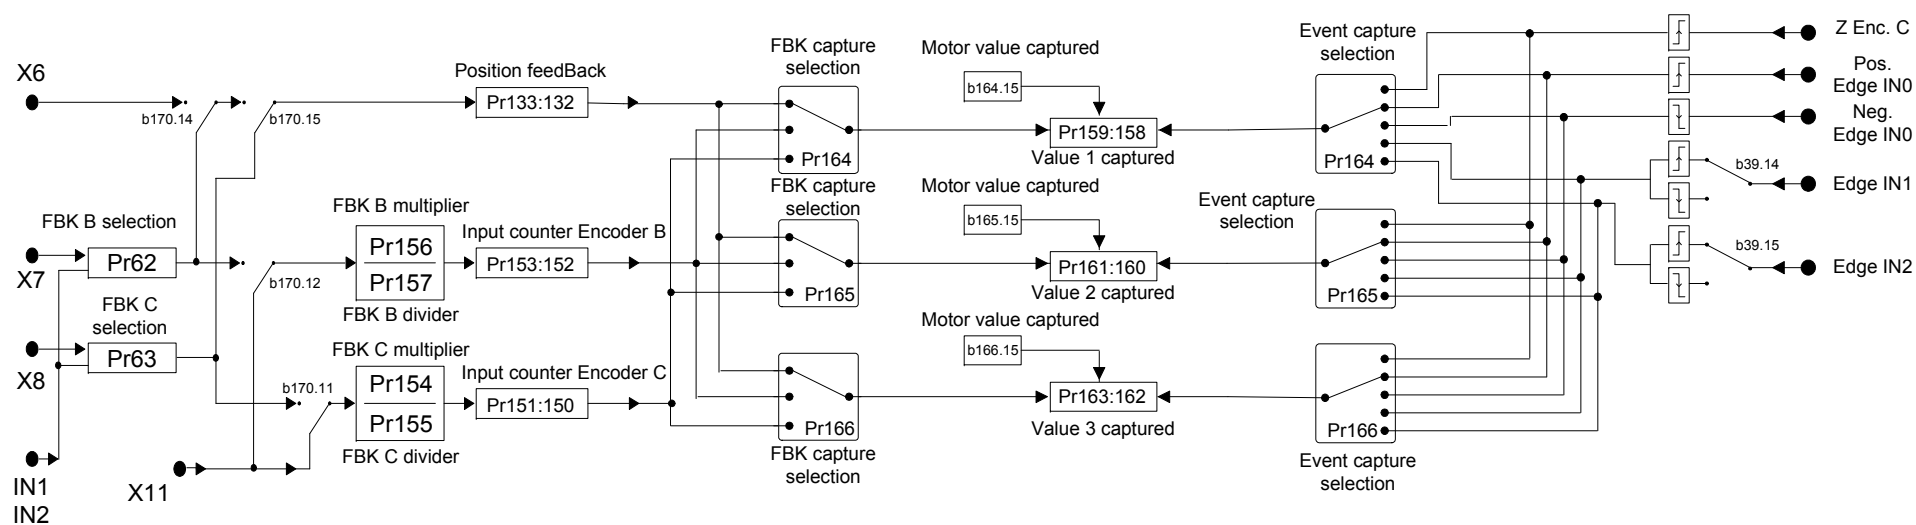 X6
b170.14
b170.15
Position feedBack
Pr133:132
FBK B selection
Pr62
X7
FBK C
selection
Pr63
X8
IN1
IN2
X11
b170.12
b170.11
FBK B multiplier
Pr156
Pr157
FBK B divider
Input counter Encoder B
Pr153:152
FBK C multiplier
Pr154
Pr155
FBK C divider
Input counter Encoder C
Pr151:150
FBK capture
selection
Pr164
FBK capture
selection
Pr165
Pr166
FBK capture
selection
Motor value captured
b164.15
Pr159:158
Value 1 captured
Motor value captured
b165.15
Pr161:160
Value 2 captured
Motor value captured
b166.15
Pr163:162
Value 3 captured
Event capture
selection
Pr164
Event capture
selection
Pr165
Pr166
Event capture
selection
Z Enc. C
Pos.
Edge IN0
Neg.
Edge IN0
b39.14
Edge IN1
b39.15
Edge IN2